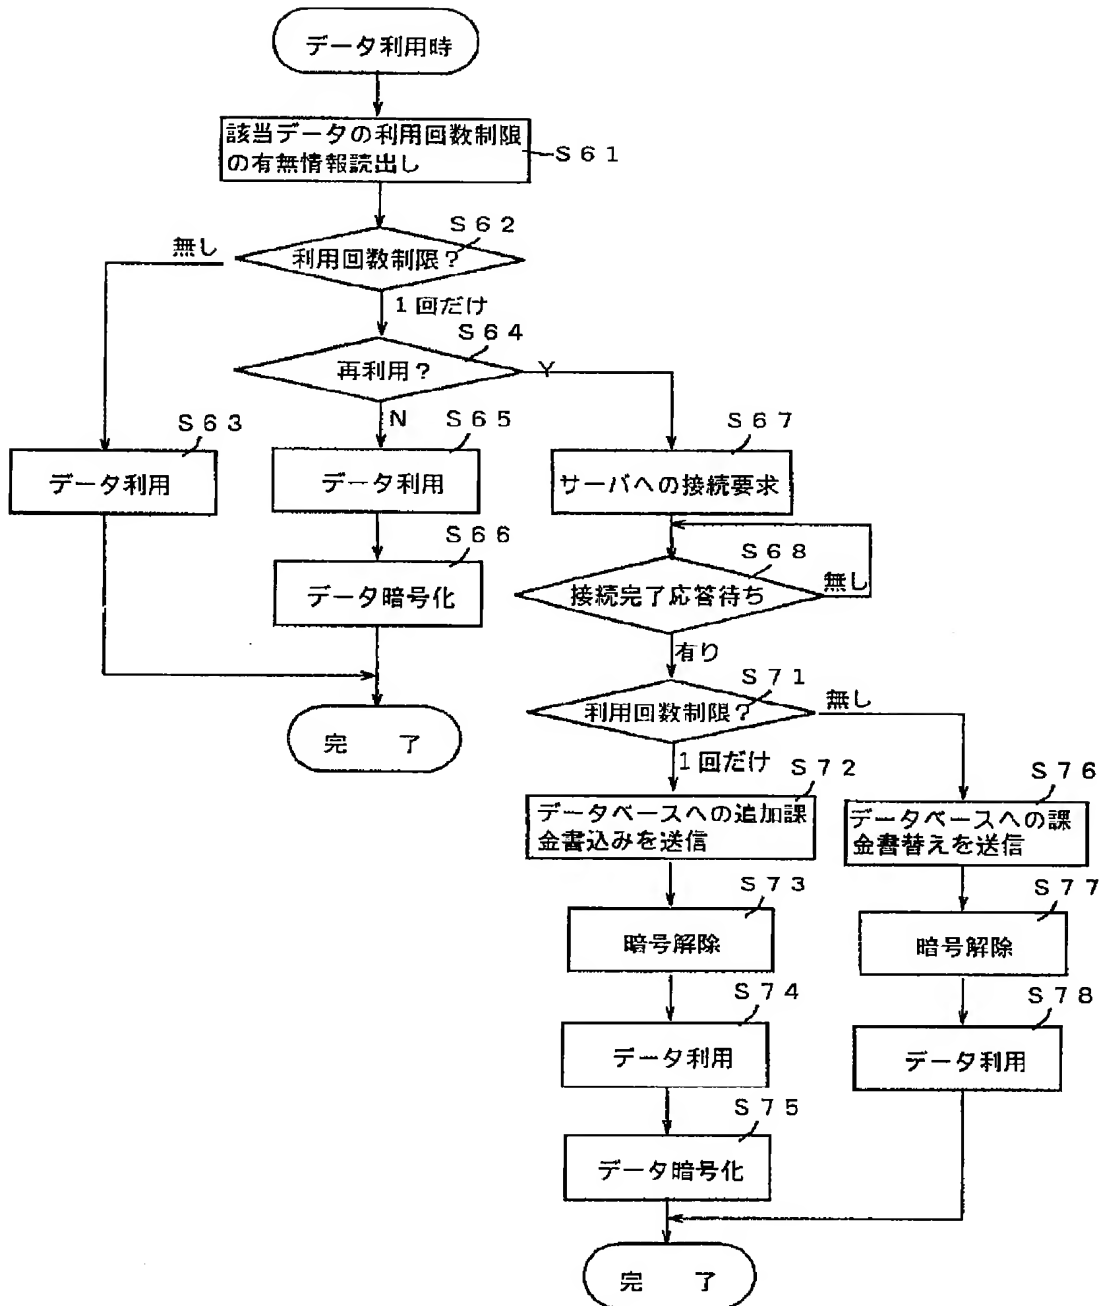 データ利用時
該当データの利用回数制限
の有無情報読出し
S61
S62
無し
利用回数制限?
1回だけ
S64
再利用?
Y
N
S63
データ利用
S65
データ利用
S67
サーバへの接続要求
S66
データ暗号化
S68
接続完了応答待ち
無し
有り
完 了
S71
利用回数制限?
無し
1回だけ
S72
データベースへの追加課
金書込みを送信
S76
データベースへの課
金書替えを送信
S73
暗号解除
S77
暗号解除
S74
データ利用
S78
データ利用
S75
データ暗号化
完 了